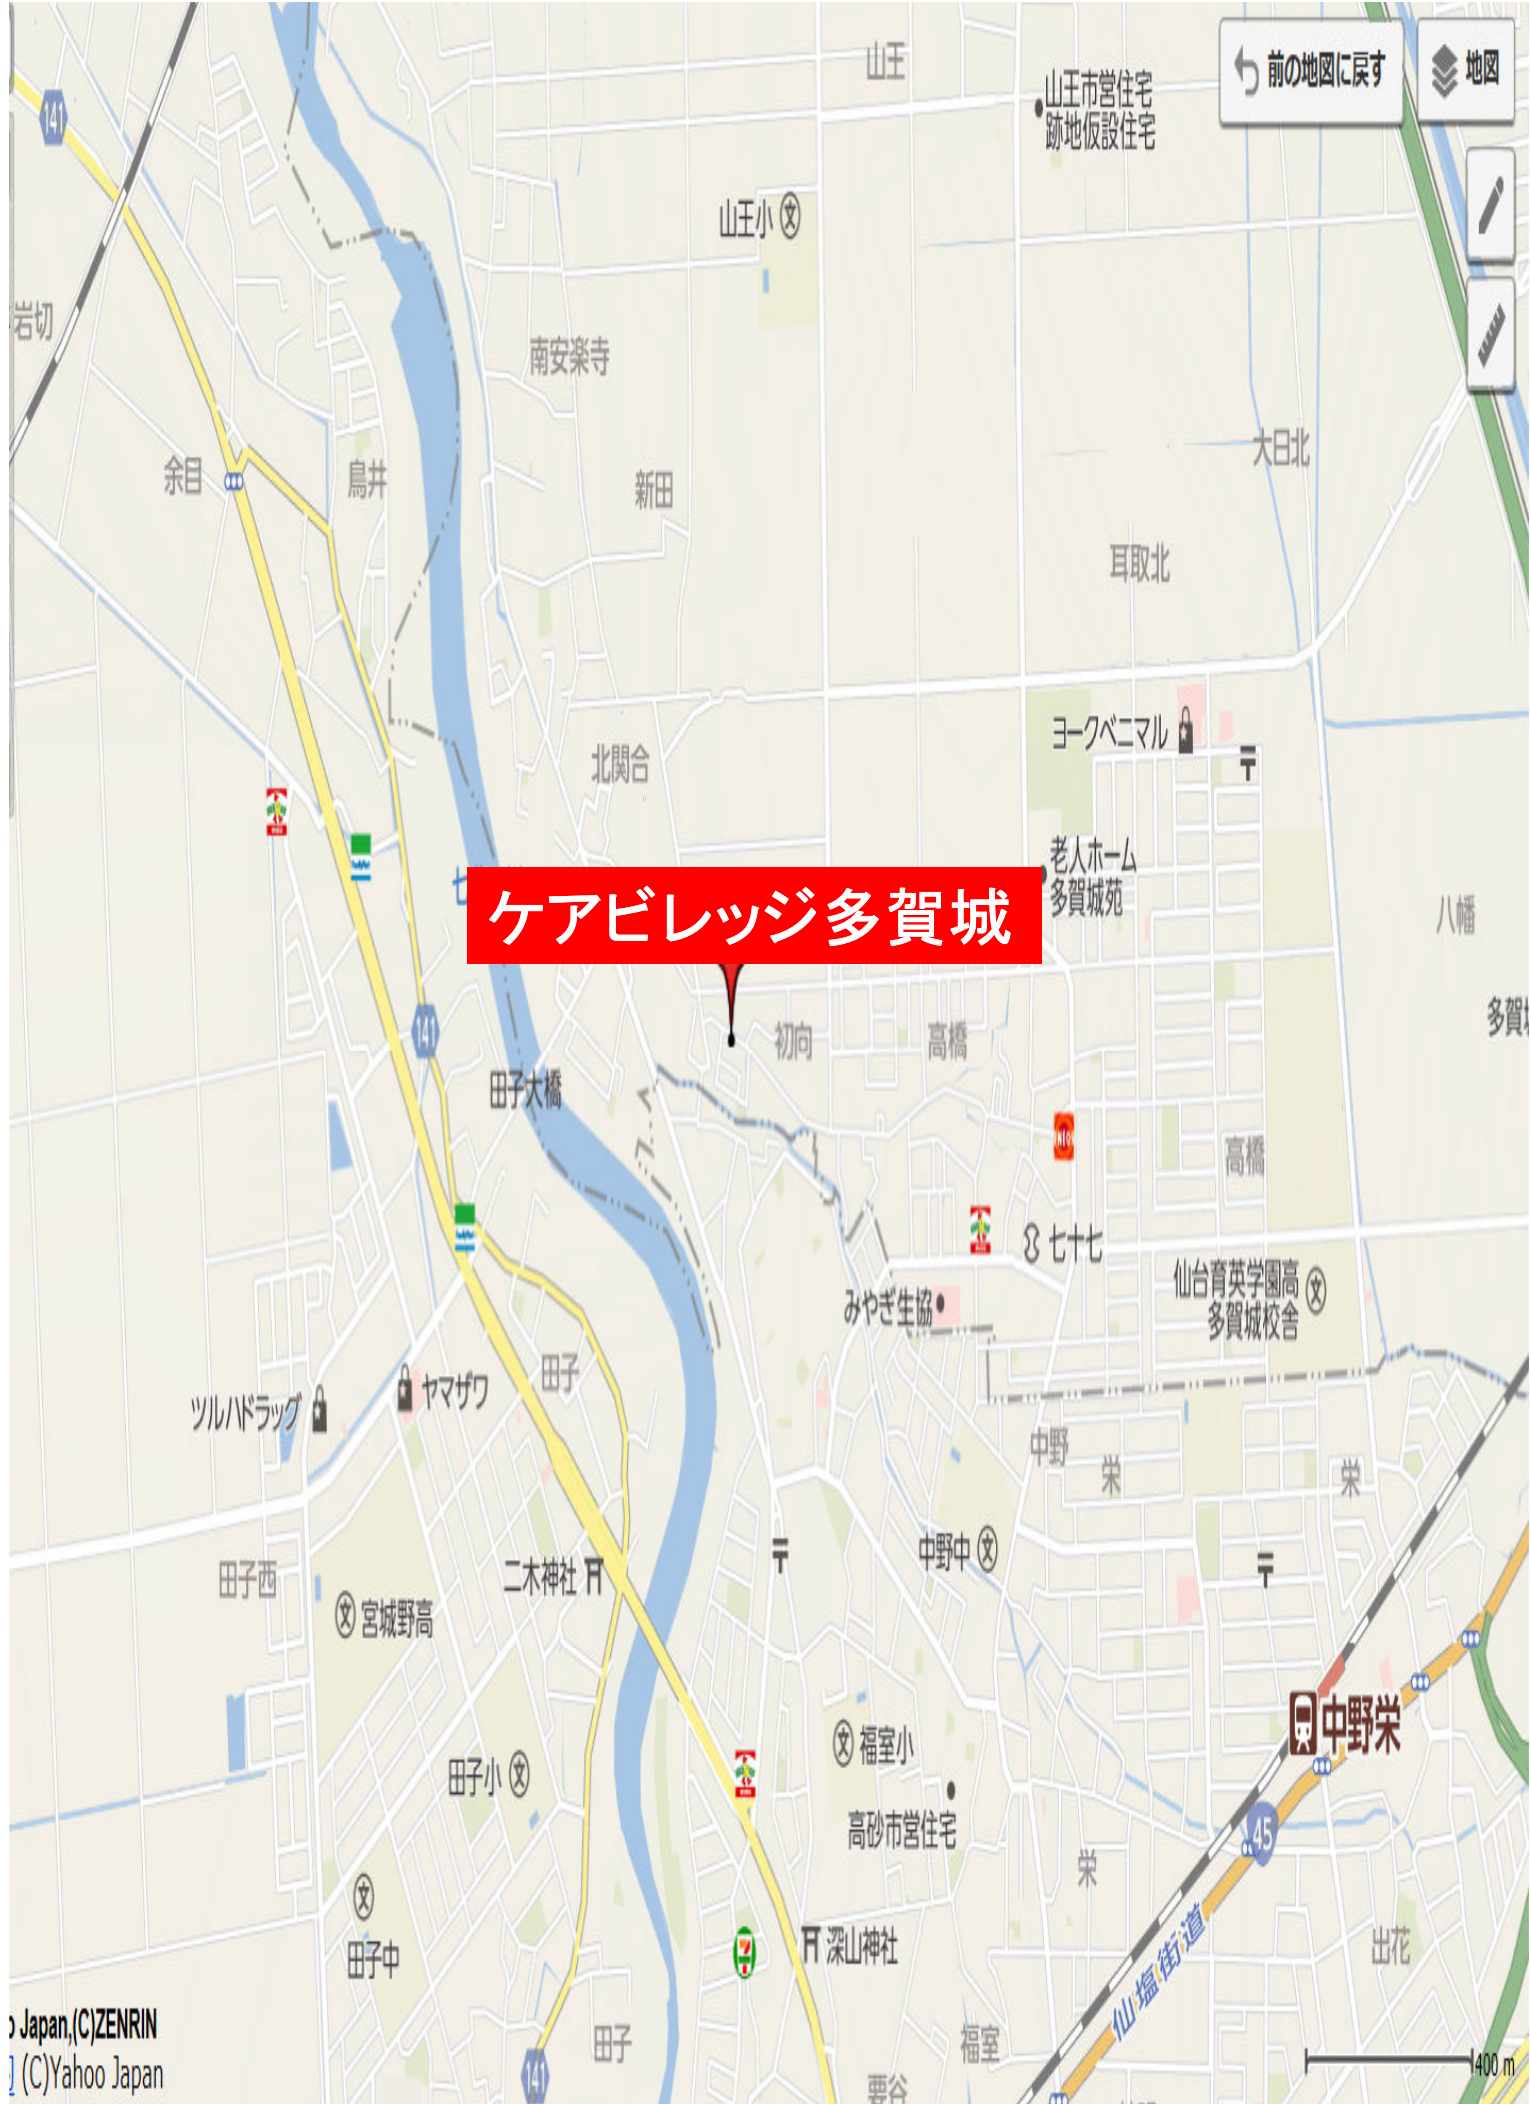 山王
山王市営住宅
跡地仮設住宅
前の地図に戻す
地図
141
山王小
岩切
南安楽寺
余目
鳥井
新田
大日北
耳取北
ヨークベニマル
北関合
老人ホーム
多賀城苑
七
ケアビレッジ多賀城
八幡
多賀城
141
初向
高橋
田子大橋
高橋
七十七
仙台育英学園高
多賀城校舎
みやぎ生協
田子
ヤマザワ
ツルハドラッグ
中野
栄
栄
中野中
二木神社
田子西
宮城野高
中野栄
福室小
田子小
高砂市営住宅
45
栄
田子中
深山神社
仙塩街道
出花
Japan,(C)ZENRIN
(C)Yahoo Japan
田子
141
福室
要谷
400 m